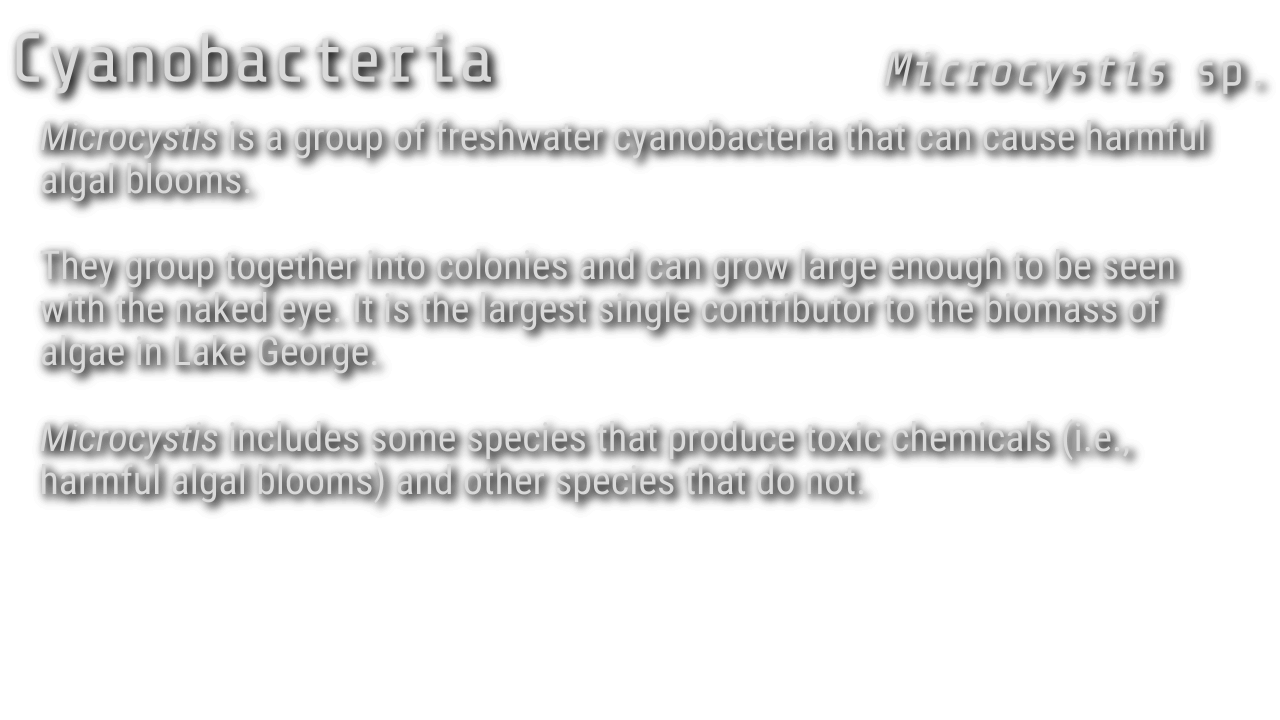 Cyanobacteria
Microcystis sp.
Microcystis is a group of freshwater cyanobacteria that can cause harmful
algal blooms.
They group together into colonies and can grow large enough to be seen
with the naked eye. It is the largest single contributor to the biomass of
algae in Lake George.
Microcystis includes some species that produce toxic chemicals (i.e.,
harmful algal blooms) and other species that do not.